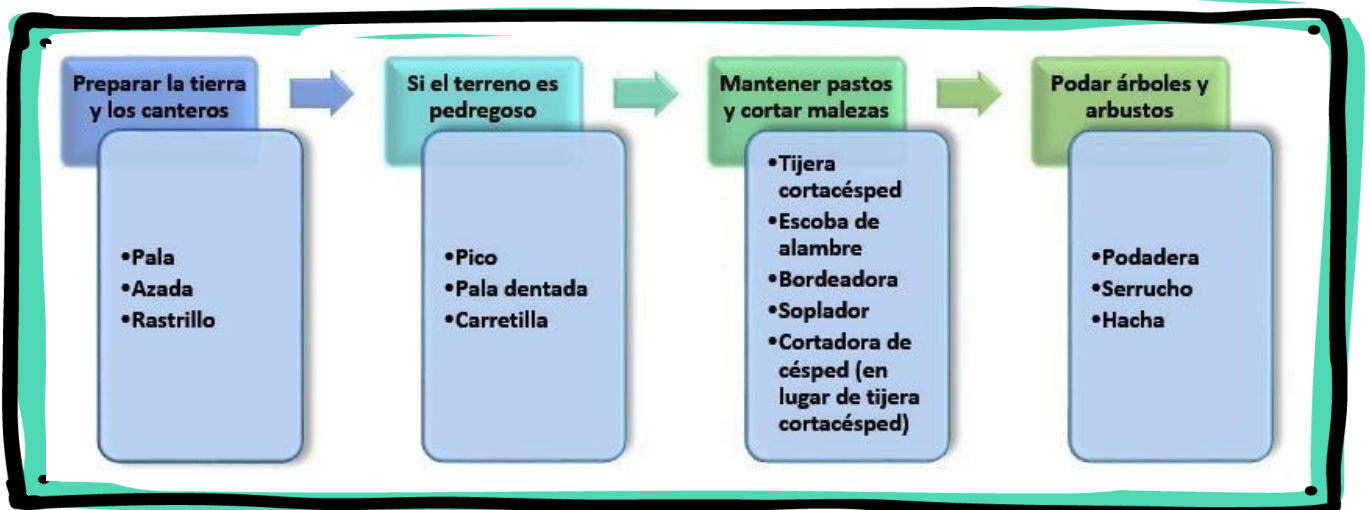 Preparar la tierra
y los canteros
•Pala
•Azada
•Rastrillo
Si el terreno es
pedregoso
•Pico
•Pala dentada
•Carretilla
Mantener pastos
y cortar malezas
•Tijera
cortacésped
•Escoba de
alambre
•Bordeadora
•Soplador
•Cortadora de
césped (en
lugar de tijera
cortacésped)
Podar árboles y
arbustos
•Podadera
•Serrucho
•Hacha